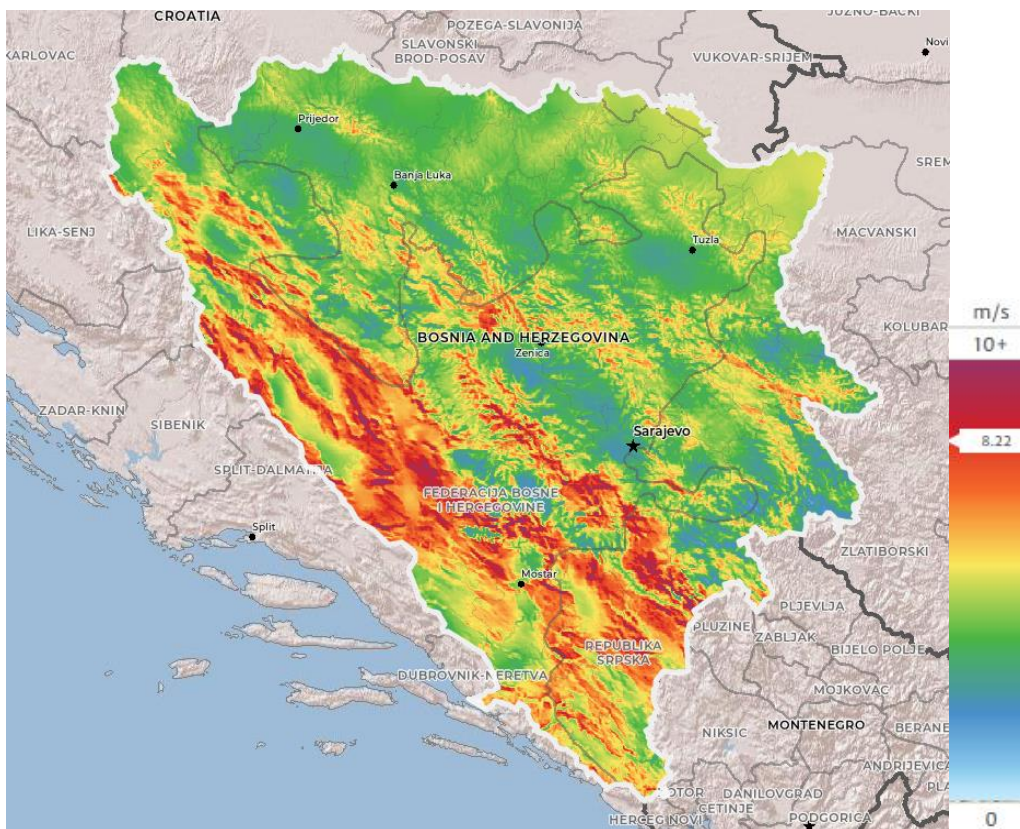 CROATIA
POZEGA-SLAVONIJA
JUZNO-BACKI
KARLOVAC
SLAVONSKI
BROD-POSAV
Novi
VUKOVAR-SRIJEM
Prijedor
SREM
Banja Luka
LIKA-SENJ
MACVANSKI
Tuzla
m/s
KOLUBAR
BOSNIA AND HERZEGOVINA
10+
Zenica
ZADAR-KNIN
SIBENIK
Sarajevo
8.22
SPLIT-DALMATIJA
FEDERACIJA BOSNE
I HERCEGOVINE
Split
ZLATIBORSKI
Mostar
PLJEVLJA
PLUZINE
ZABLJAK
REPUBLIKA
SRPSKA
BIJELO POLJE
DUBROVNIK-NERETVA
MOJKOVAC
NIKSIC
MONTENEGRO
BERANE
ANDRIJEVICA
PLA
KOTOR
DANILOVGRAD
CETINJE
HERCEG NOVI
PODGORICA
0